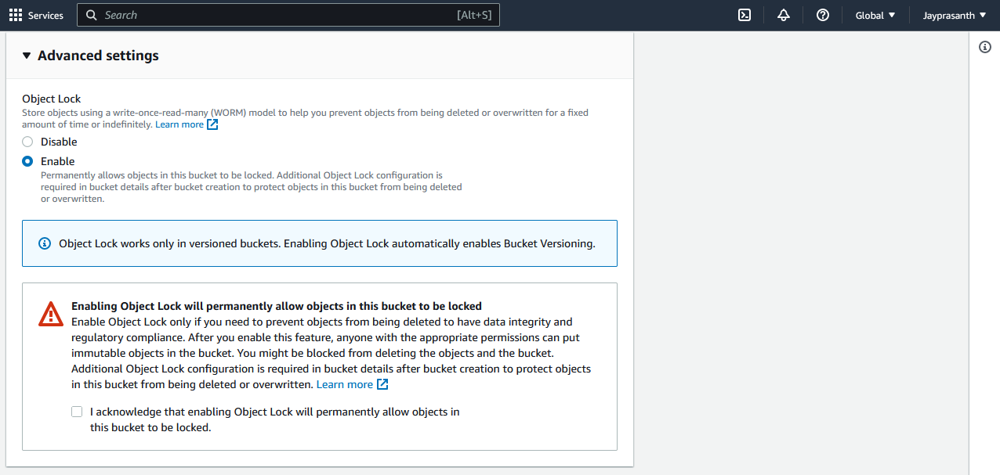 Services
Search
[Alt+S]
Global
Jayprasanth
Advanced settings
Object Lock
Store objects using a write-once-read-many (WORM) model to help you prevent objects from being deleted or overwritten for a fixed
amount of time or indefinitely. Learn more
Disable
Enable
Permanently allows objects in this bucket to be locked. Additional Object Lock configuration is
required in bucket details after bucket creation to protect objects in this bucket from being deleted
or overwritten.
Object Lock works only in versioned buckets. Enabling Object Lock automatically enables Bucket Versioning.
Enabling Object Lock will permanently allow objects in this bucket to be locked
Enable Object Lock only if you need to prevent objects from being deleted to have data integrity and
regulatory compliance. After you enable this feature, anyone with the appropriate permissions can put
immutable objects in the bucket. You might be blocked from deleting the objects and the bucket.
Additional Object Lock configuration is required in bucket details after bucket creation to protect objects
in this bucket from being deleted or overwritten. Learn more
I acknowledge that enabling Object Lock will permanently allow objects in
this bucket to be locked.